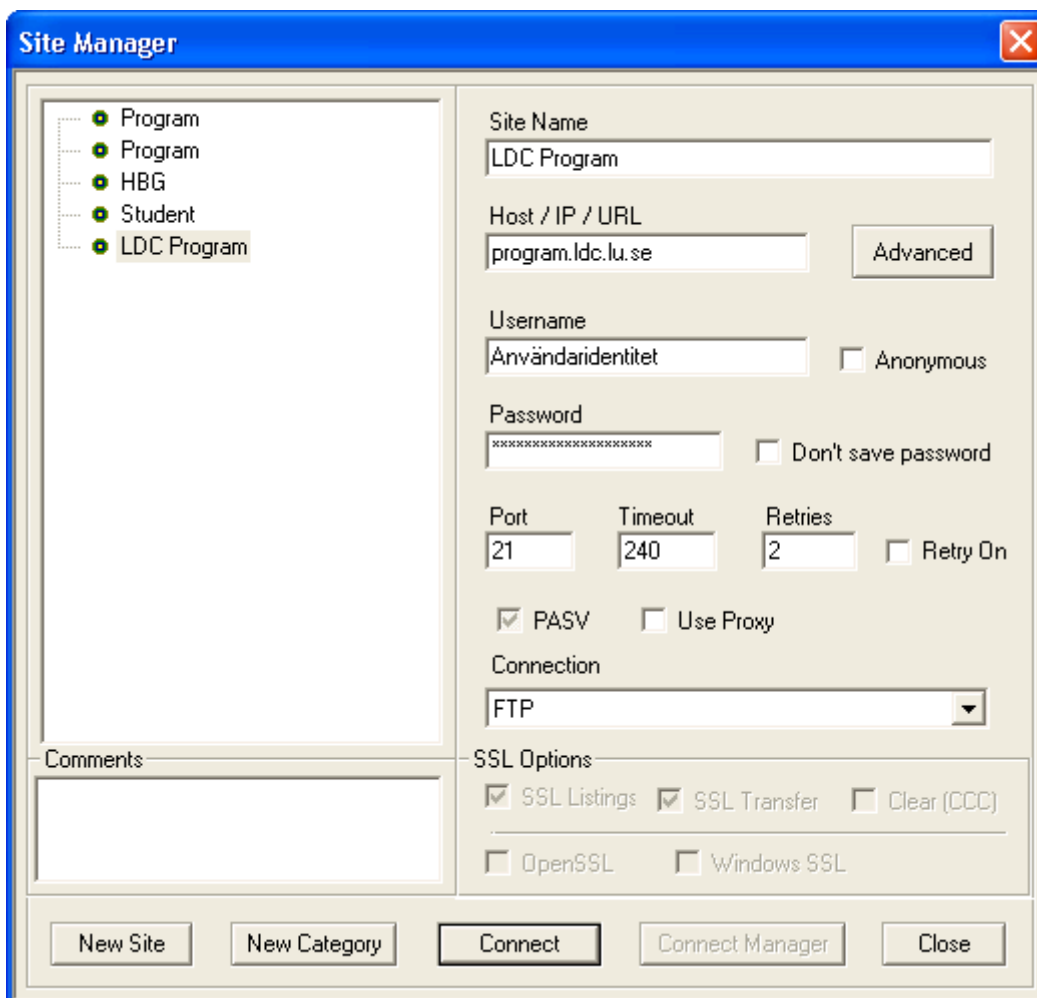 Site Manager
Program
Program
HBG
Student
LDC Program
Site Name
LDC Program
Host / IP / URL
program.ldc.lu.se
Advanced
Username
Användaridentitet
Anonymous
Password
********************
Don't save password
Port Timeout Retries
21 240 2 Retry On
PASV Use Proxy
Connection
FTP
Comments
SSL Options
SSL Listings SSL Transfer Clear (CCC)
OpenSSL Windows SSL
New Site New Category Connect Connect Manager Close